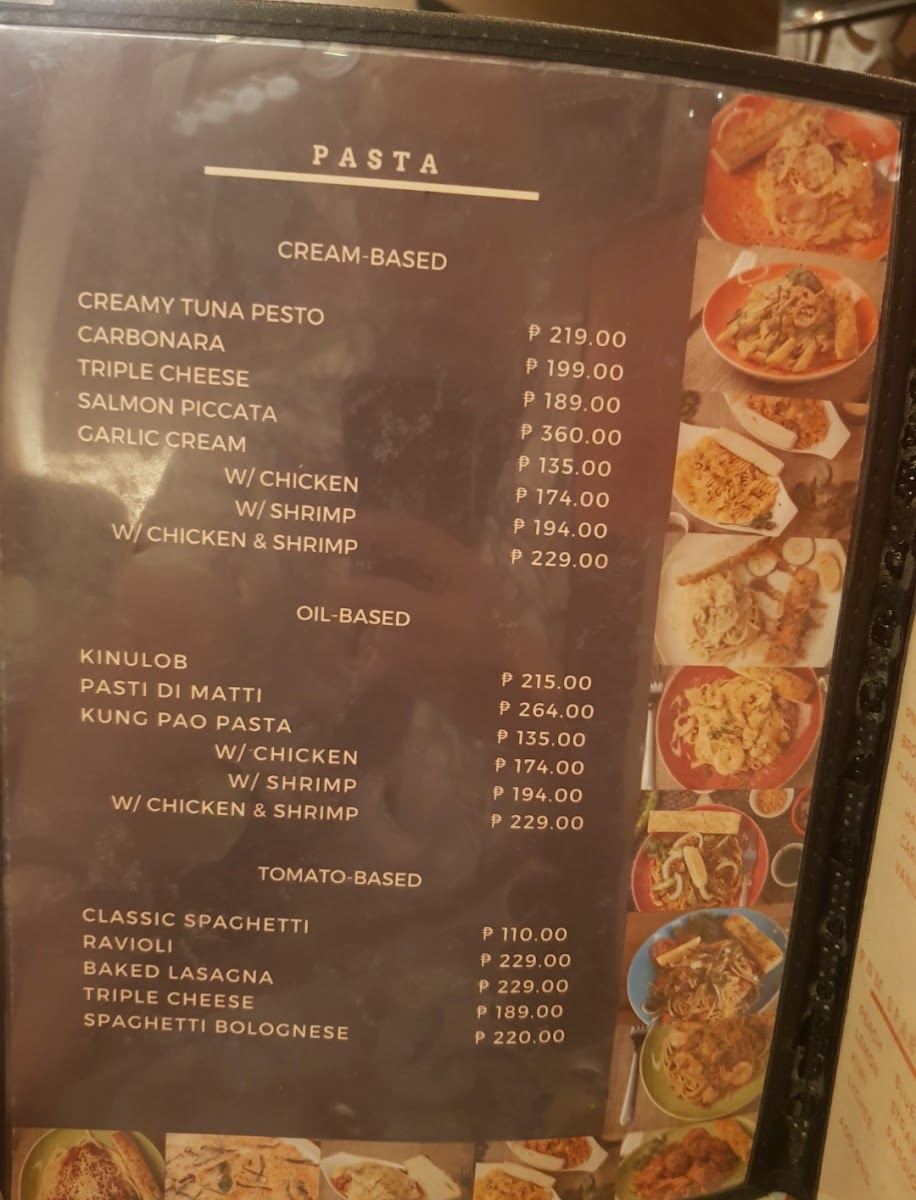 PASTA
CREAM-BASED
CREAMY TUNA PESTO ₱ 219.00
CARBONARA ₱ 199.00
TRIPLE CHEESE ₱ 189.00
SALMON PICCATA ₱ 360.00
GARLIC CREAM ₱ 135.00
W/ CHICKEN ₱ 174.00
W/ SHRIMP ₱ 194.00
W/ CHICKEN & SHRIMP ₱ 229.00
OIL-BASED
KINULOB ₱ 215.00
PASTI DI MATTI ₱ 264.00
KUNG PAO PASTA ₱ 135.00
W/ CHICKEN ₱ 174.00
W/ SHRIMP ₱ 194.00
W/ CHICKEN & SHRIMP ₱ 229.00
TOMATO-BASED
CLASSIC SPAGHETTI ₱ 110.00
RAVIOLI ₱ 229.00
BAKED LASAGNA ₱ 229.00
TRIPLE CHEESE ₱ 189.00
SPAGHETTI BOLOGNESE ₱ 220.00